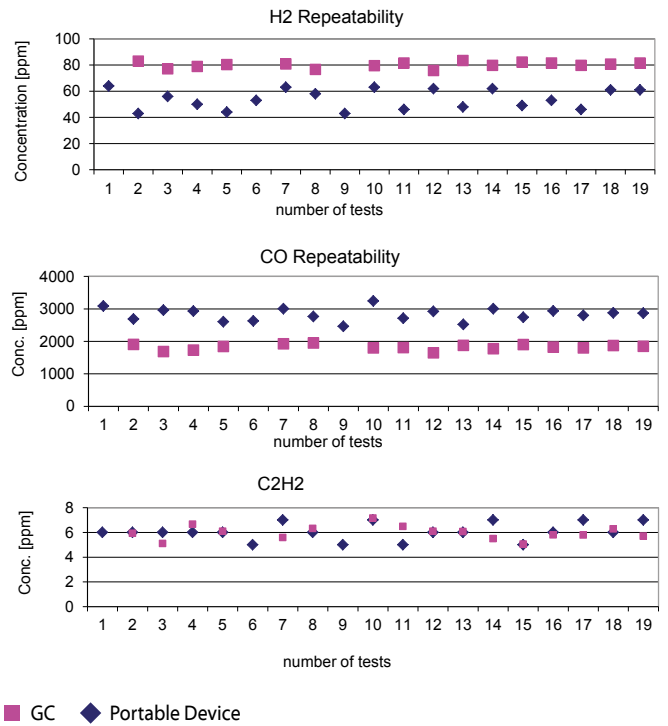 H2 Repeatability
Concentration [ppm]
100
80
60
40
20
0
1 2 3 4 5 6 7 8 9 10 11 12 13 14 15 16 17 18 19
number of tests
CO Repeatability
Conc. [ppm]
4000
3000
2000
1000
0
1 2 3 4 5 6 7 8 9 10 11 12 13 14 15 16 17 18 19
number of tests
C2H2
Conc. [ppm]
8
6
4
2
0
1 2 3 4 5 6 7 8 9 10 11 12 13 14 15 16 17 18 19
number of tests
GC Portable Device